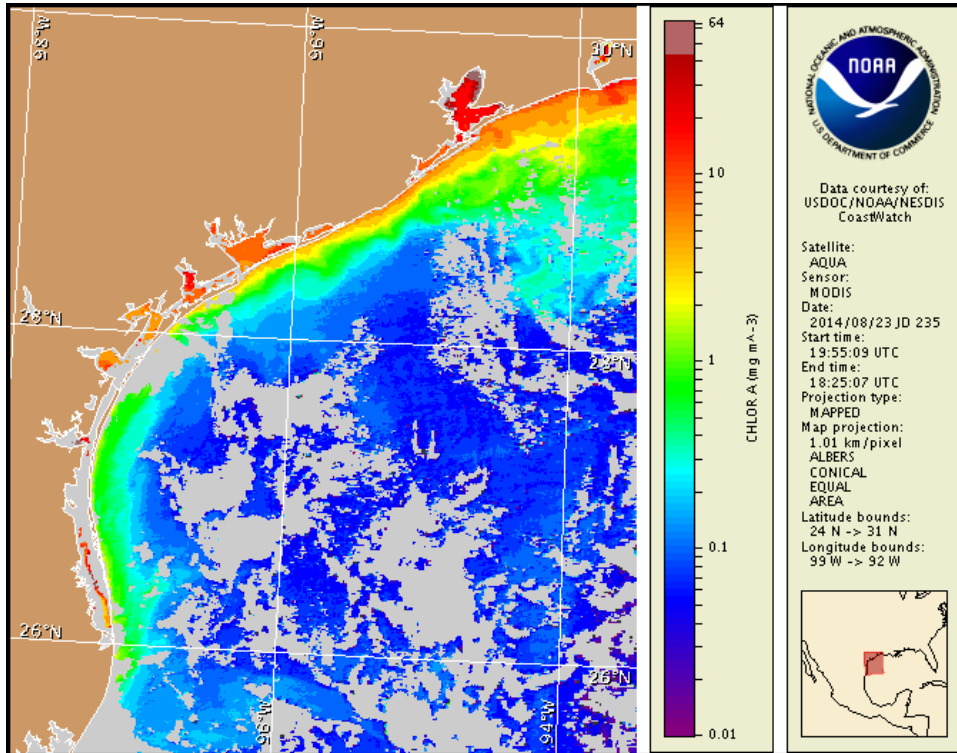 98°W
96°W
30°N
28°N
28°N
26°N
26°N
96°W
94°W
64
10
1
0.1
0.01
CHLOR A (mg m^-3)
NATIONAL OCEANIC AND ATMOSPHERIC ADMINISTRATION
NOAA
U.S. DEPARTMENT OF COMMERCE
Data courtesy of:
USDOC/NOAA/NESDIS
CoastWatch
Satellite:
AQUA
Sensor:
MODIS
Date:
2014/08/23 JD 235
Start time:
19:55:09 UTC
End time:
18:25:07 UTC
Projection type:
MAPPED
Map projection:
1.01 km/pixel
ALBERS
CONICAL
EQUAL
AREA
Latitude bounds:
24 N -> 31 N
Longitude bounds:
99 W -> 92 W